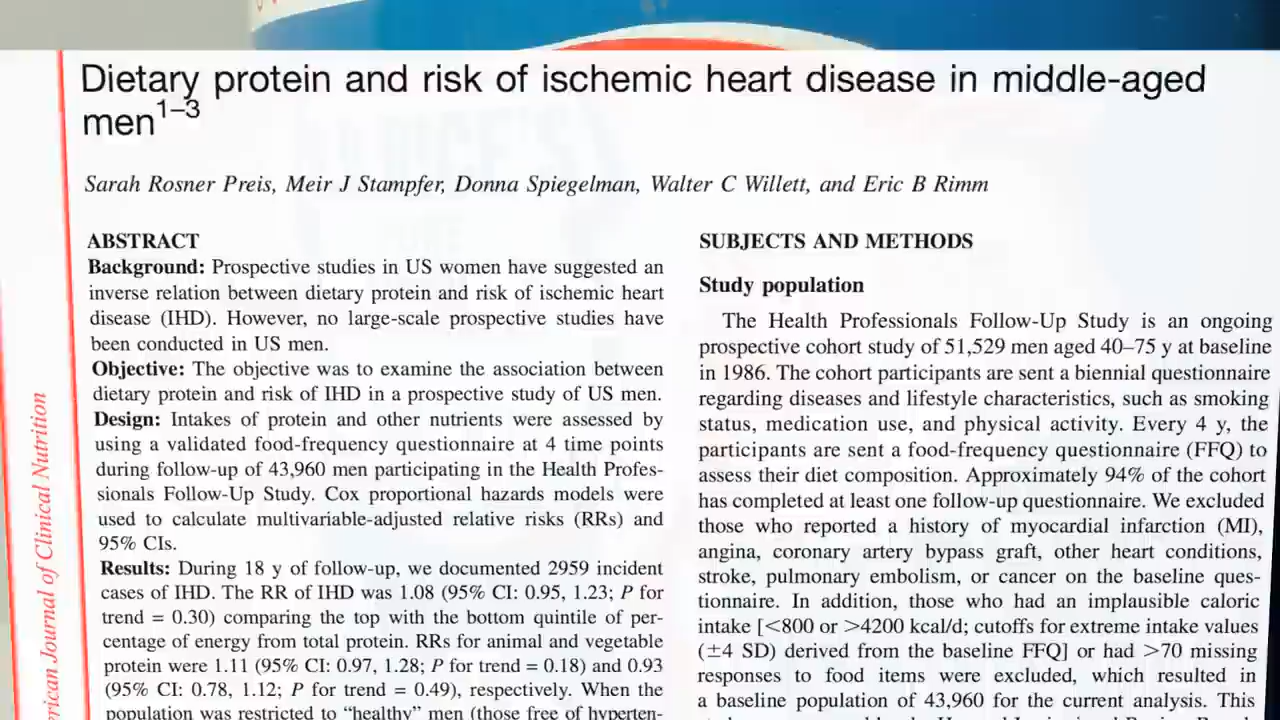 Dietary protein and risk of ischemic heart disease in middle-aged
men1–3
Sarah Rosner Preis, Meir J Stampfer, Donna Spiegelman, Walter C Willett, and Eric B Rimm
ABSTRACT
Background: Prospective studies in US women have suggested an
inverse relation between dietary protein and risk of ischemic heart
disease (IHD). However, no large-scale prospective studies have
been conducted in US men.
Objective: The objective was to examine the association between
dietary protein and risk of IHD in a prospective study of US men.
Design: Intakes of protein and other nutrients were assessed by
using a validated food-frequency questionnaire at 4 time points
during follow-up of 43,960 men participating in the Health Profes-
sionals Follow-Up Study. Cox proportional hazards models were
used to calculate multivariable-adjusted relative risks (RRs) and
95% CIs.
Results: During 18 y of follow-up, we documented 2959 incident
cases of IHD. The RR of IHD was 1.08 (95% CI: 0.95, 1.23; P for
trend = 0.30) comparing the top with the bottom quintile of per-
centage of energy from total protein. RRs for animal and vegetable
protein were 1.11 (95% CI: 0.97, 1.28; P for trend = 0.18) and 0.93
(95% CI: 0.78, 1.12; P for trend = 0.49), respectively. When the
population was restricted to “healthy” men (those free of hyperten-
SUBJECTS AND METHODS
Study population
The Health Professionals Follow-Up Study is an ongoing
prospective cohort study of 51,529 men aged 40–75 y at baseline
in 1986. The cohort participants are sent a biennial questionnaire
regarding diseases and lifestyle characteristics, such as smoking
status, medication use, and physical activity. Every 4 y, the
participants are sent a food-frequency questionnaire (FFQ) to
assess their diet composition. Approximately 94% of the cohort
has completed at least one follow-up questionnaire. We excluded
those who reported a history of myocardial infarction (MI),
angina, coronary artery bypass graft, other heart conditions,
stroke, pulmonary embolism, or cancer on the baseline ques-
tionnaire. In addition, those who had an implausible caloric
intake [<800 or >4200 kcal/d; cutoffs for extreme intake values
(±4 SD) derived from the baseline FFQ] or had >70 missing
responses to food items were excluded, which resulted in
a baseline population of 43,960 for the current analysis. This
rican Journal of Clinical Nutrition